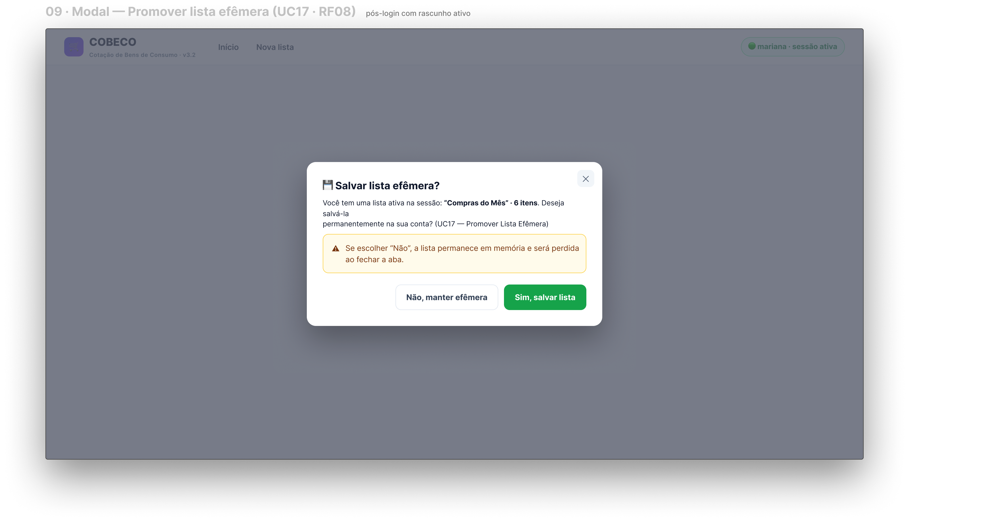 09 · Modal — Promover lista efêmera (UC17 · RF08) pós-login com rascunho ativo
COBECO
Cotação de Bens de Consumo · v3.2
Início
Nova lista
mariana · sessão ativa
Salvar lista efêmera?
Você tem uma lista ativa na sessão: “Compras do Mês” · 6 itens. Deseja
salvá-la
permanentemente na sua conta? (UC17 — Promover Lista Efêmera)
Se escolher “Não”, a lista permanece em memória e será perdida
ao fechar a aba.
Não, manter efêmera
Sim, salvar lista